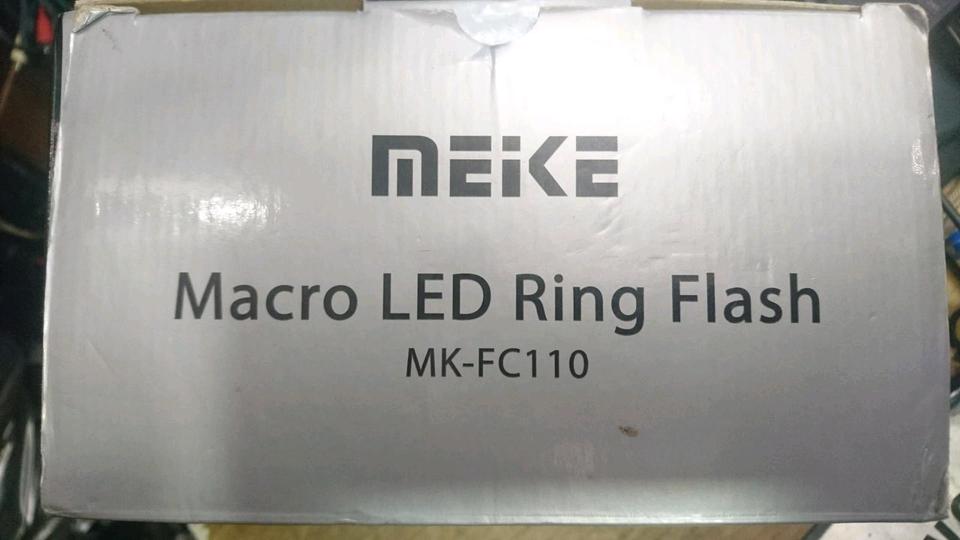 MEIKE
Macro LED Ring Flash
MK-FC110